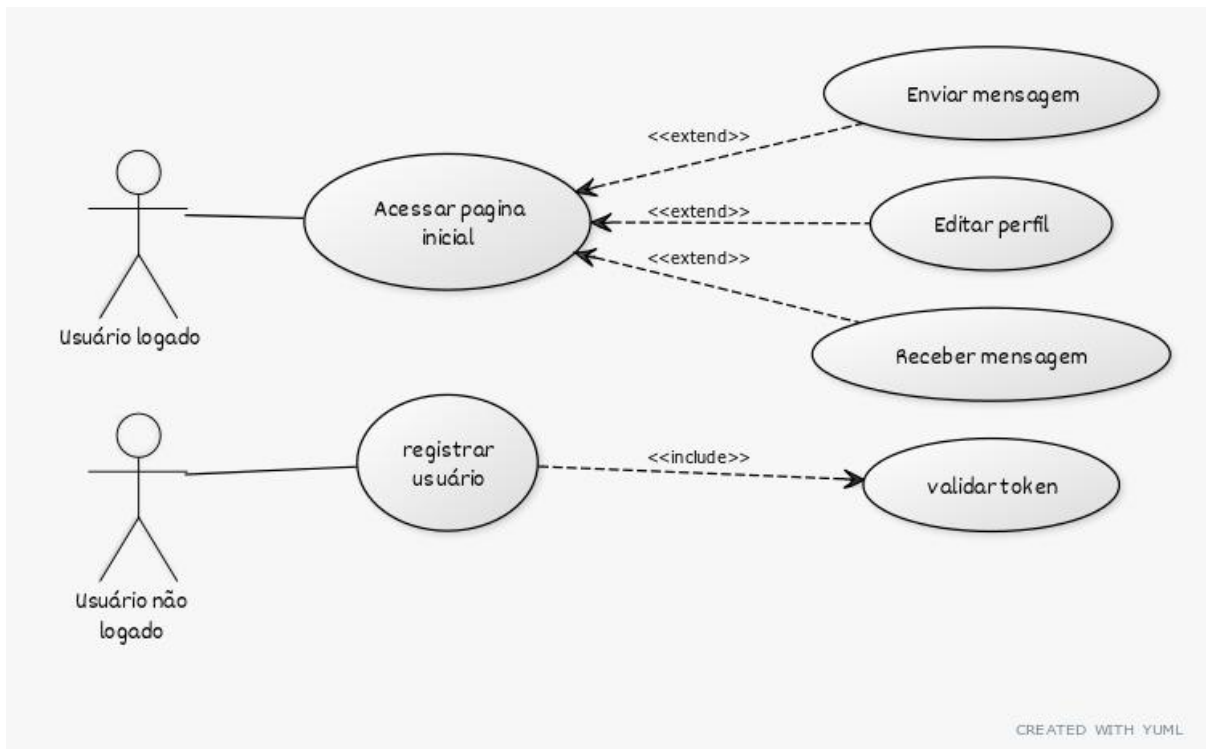 Enviar mensagem
<<extend>>
Acessar pagina
inicial
<<extend>>
Editar perfil
<<extend>>
Usuário logado
Receber mensagem
registrar
usuário
<<include>>
validar token
Usuário não
logado
CREATED WITH YUML